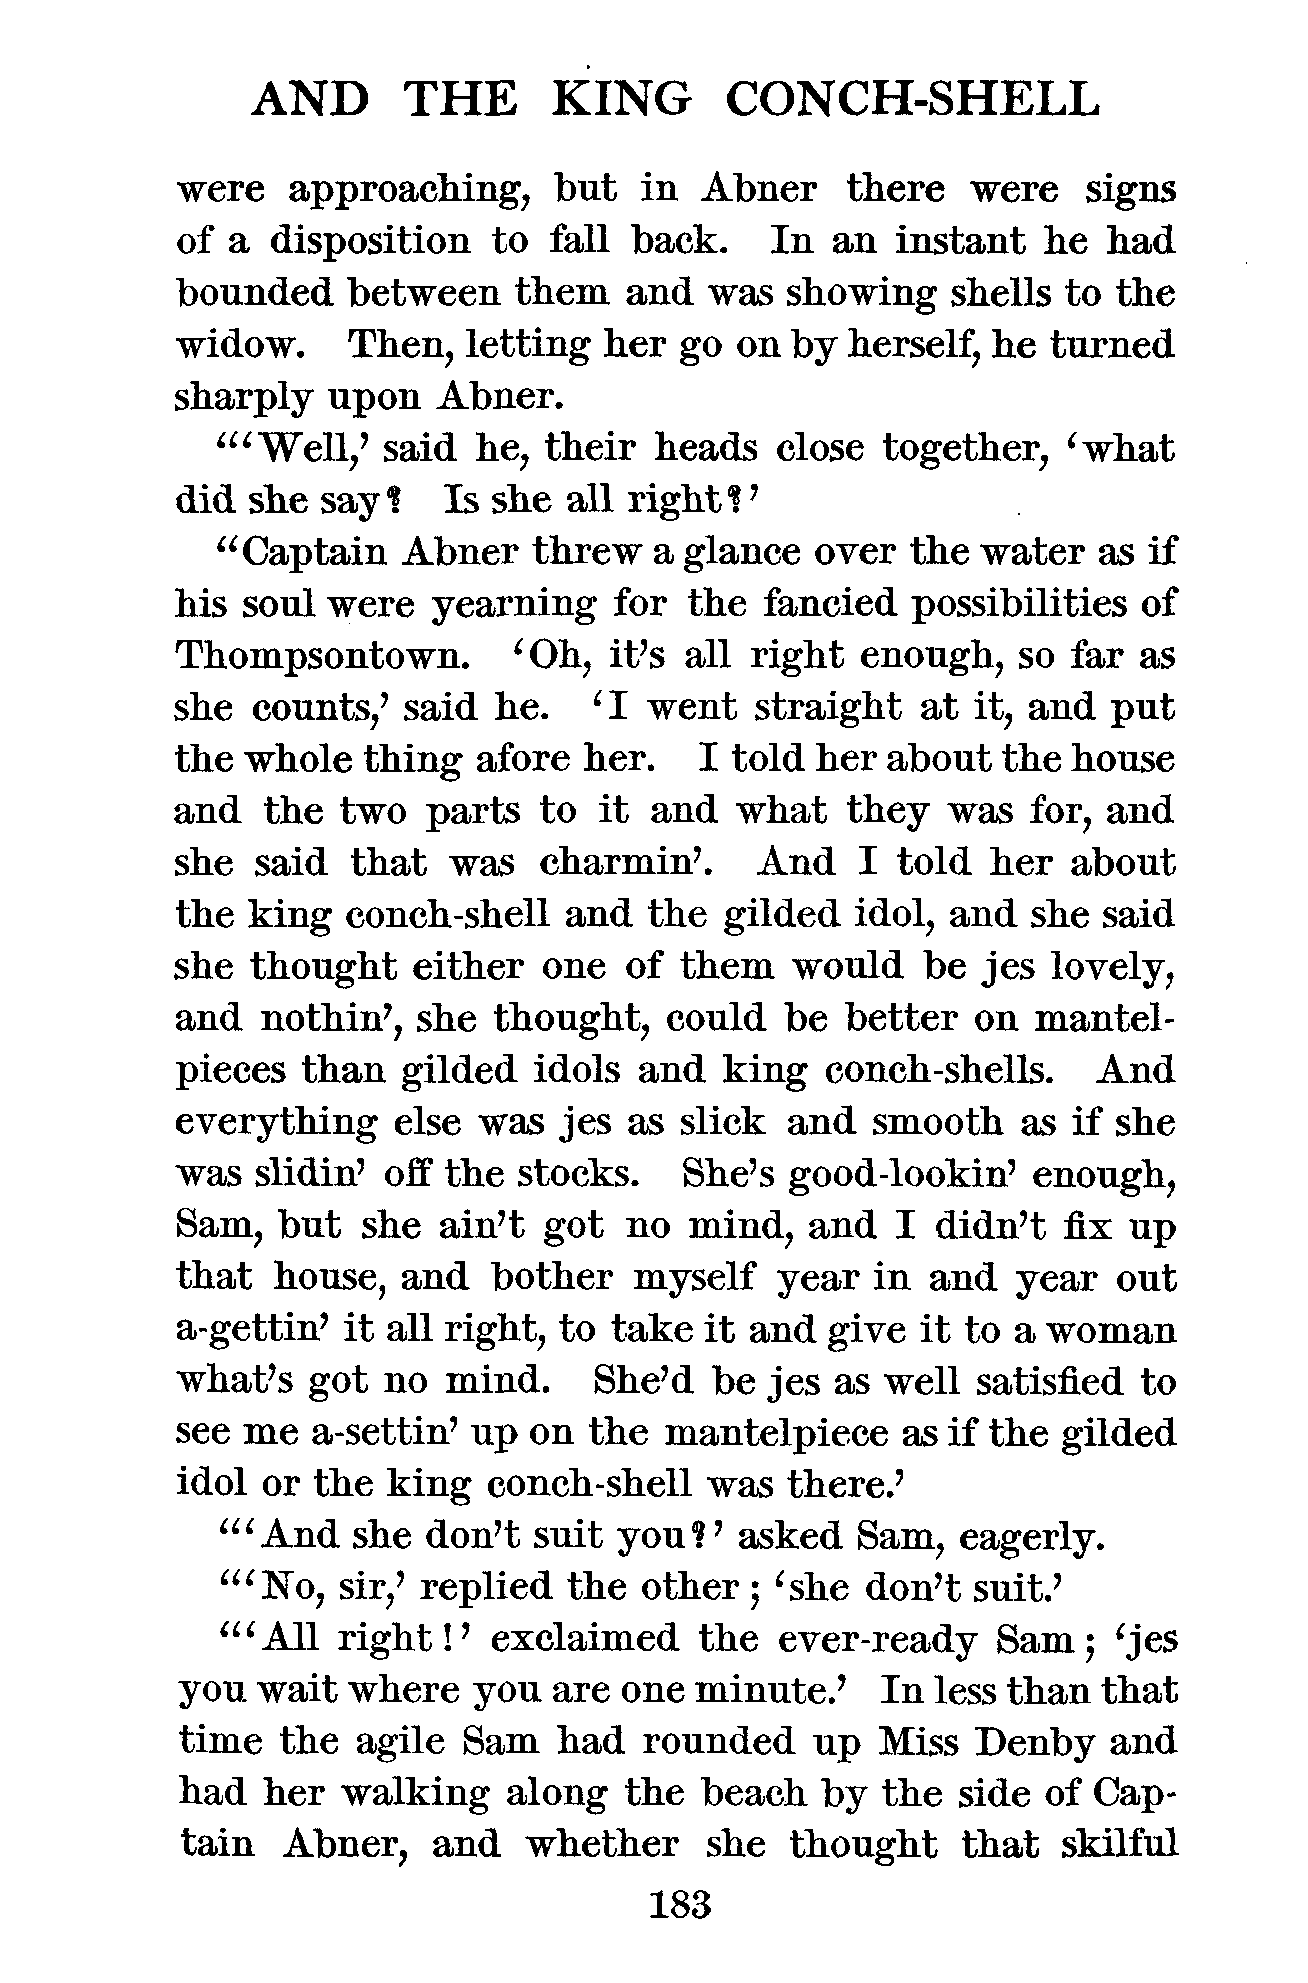 AND THE KING CONCH-SHELL
were approaching, but in Abner there were signs
of a disposition to fall back. In an instant he had
bounded between them and was showing shells to the
widow. Then, letting her go on by herself, he turned
sharply upon Abner.
“‘Well,’ said he, their heads close together, ‘what
did she say? Is she all right?’
“Captain Abner threw a glance over the water as if
his soul were yearning for the fancied possibilities of
Thompsontown. ‘Oh, it’s all right enough, so far as
she counts,’ said he. ‘I went straight at it, and put
the whole thing afore her. I told her about the house
and the two parts to it and what they was for, and
she said that was charmin’. And I told her about
the king conch-shell and the gilded idol, and she said
she thought either one of them would be jes lovely,
and nothin’, she thought, could be better on mantel-
pieces than gilded idols and king conch-shells. And
everything else was jes as slick and smooth as if she
was slidin’ off the stocks. She’s good-lookin’ enough,
Sam, but she ain’t got no mind, and I didn’t fix up
that house, and bother myself year in and year out
a-gettin’ it all right, to take it and give it to a woman
what’s got no mind. She’d be jes as well satisfied to
see me a-settin’ up on the mantelpiece as if the gilded
idol or the king conch-shell was there.’
“‘And she don’t suit you?’ asked Sam, eagerly.
“‘No, sir,’ replied the other; ‘she don’t suit.’
“‘All right!’ exclaimed the ever-ready Sam; ‘jes
you wait where you are one minute.’ In less than that
time the agile Sam had rounded up Miss Denby and
had her walking along the beach by the side of Cap-
tain Abner, and whether she thought that skilful
183